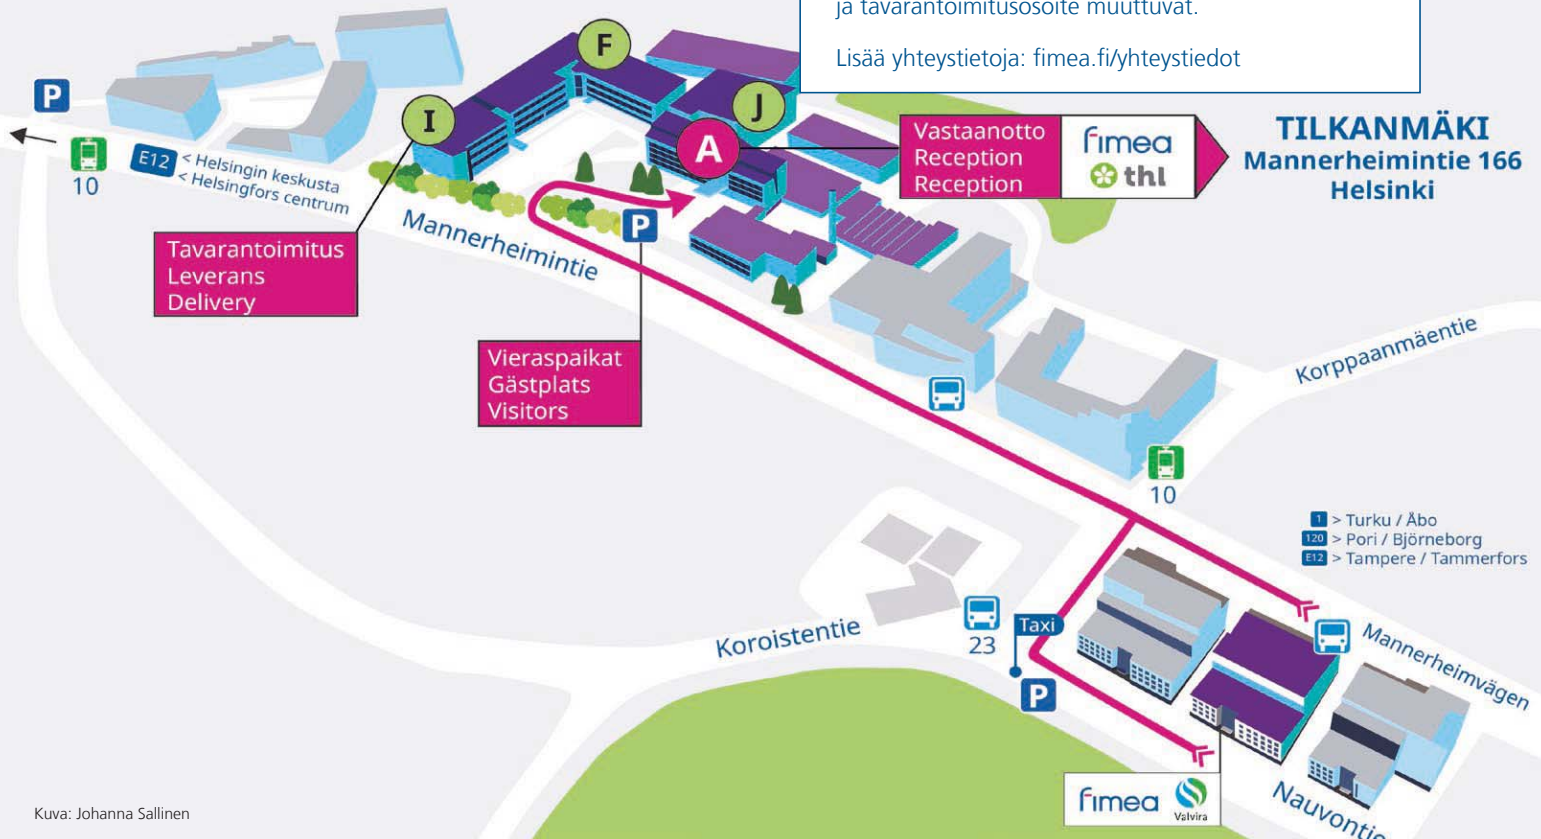 ja tavarantoimitusosoite muuttuvat.
Lisää yhteystietoja: fimea.fi/yhteystiedot
F
P
J
I
A
Vastaanotto
Reception
Reception
fimea
thl
TILKANMÄKI
Mannerheimintie 166
Helsinki
10
E12 < Helsingin keskusta
< Helsingfors centrum
Mannerheimintie
P
Tavarantoimitus
Leverans
Delivery
Vieraspaikat
Gästplats
Visitors
Korppaanmäentie
10
1 > Turku / Åbo
120 > Pori / Björneborg
E12 > Tampere / Tammerfors
Koroistentie
23
Taxi
P
Mannerheimvägen
fimea
Valvira
Nauvontie
Kuva: Johanna Sallinen